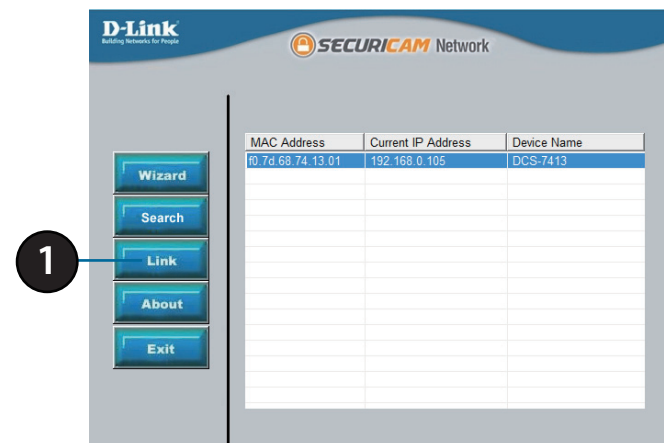 D-Link
Building Networks for People
SECURICAM Network
MAC Address Current IP Address Device Name
f0.7d.68.74.13.01 192.168.0.105 DCS-7413
Wizard
Search
1
Link
About
Exit